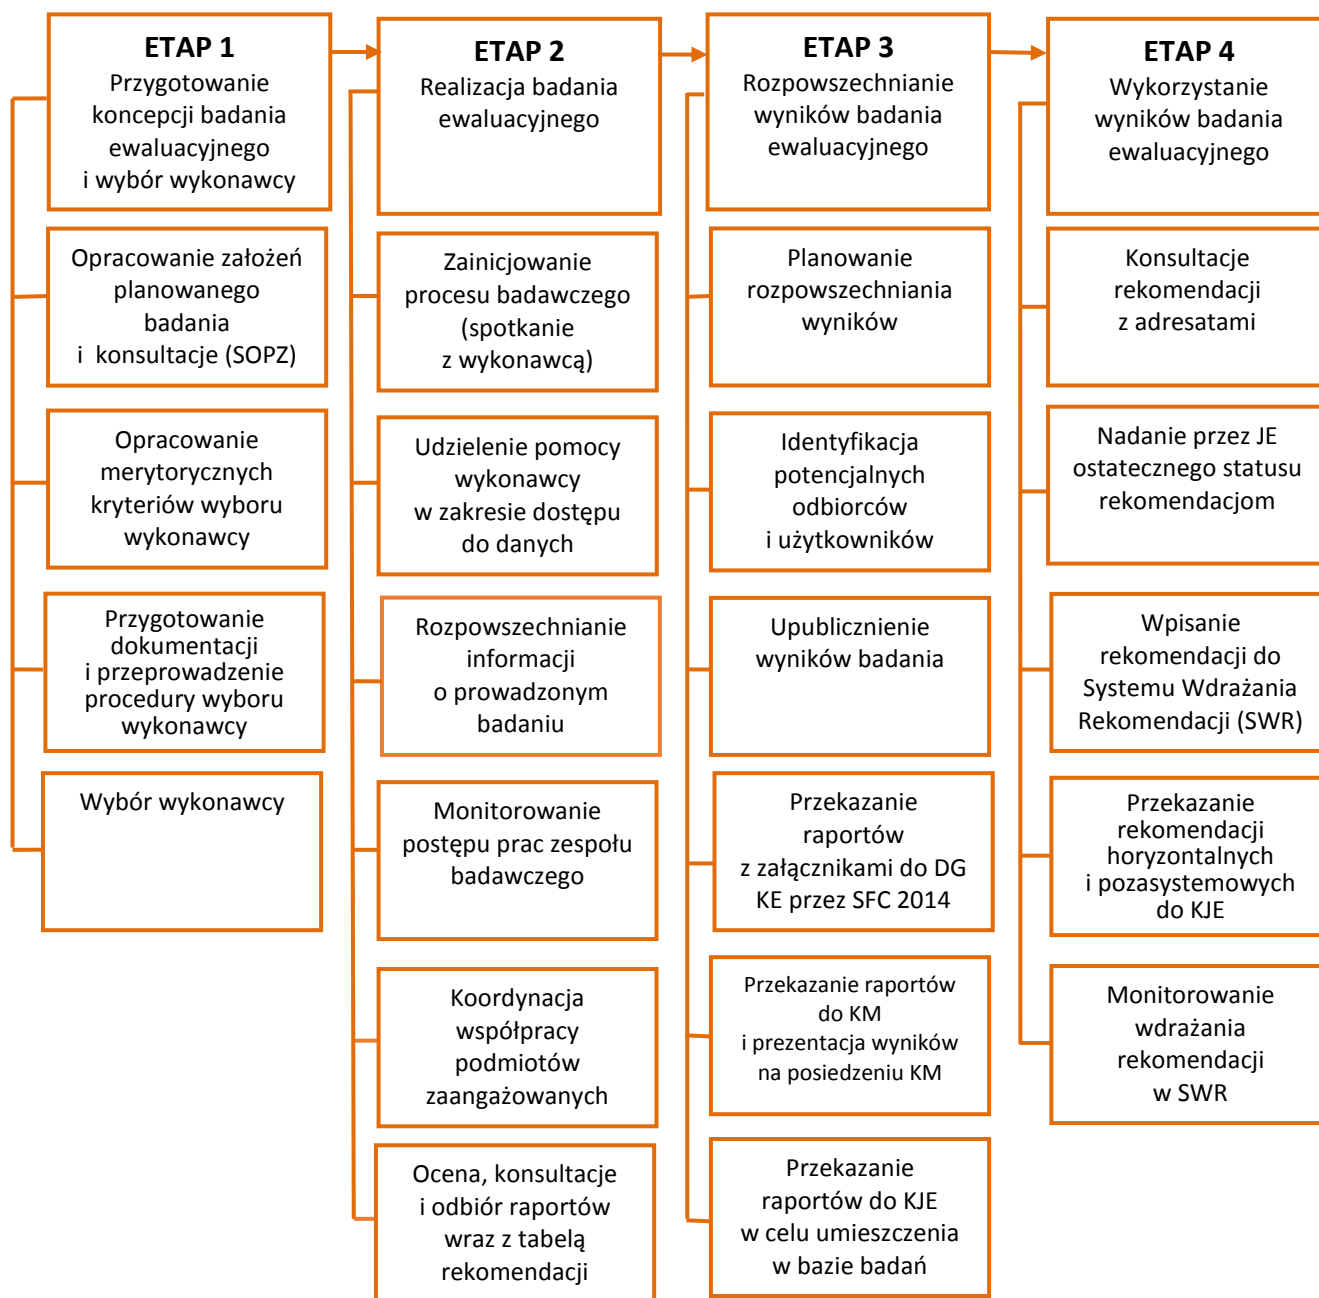 ETAP 1
Przygotowanie
koncepcji badania
ewaluacyjnego
i wybór wykonawcy
Opracowanie założeń
planowanego
badania
i konsultacje (SOPZ)
Opracowanie
merytorycznych
kryteriów wyboru
wykonawcy
Przygotowanie
dokumentacji
i przeprowadzenie
procedury wyboru
wykonawcy
Wybór wykonawcy
ETAP 2
Realizacja badania
ewaluacyjnego
Zainicjowanie
procesu badawczego
(spotkanie
z wykonawcą)
Udzielenie pomocy
wykonawcy
w zakresie dostępu
do danych
Rozpowszechnianie
informacji
o prowadzonym
badaniu
Monitorowanie
postępu prac zespołu
badawczego
Koordynacja
współpracy
podmiotów
zaangażowanych
Ocena, konsultacje
i odbiór raportów
wraz z tabelą
rekomendacji
ETAP 3
Rozpowszechnianie
wyników badania
ewaluacyjnego
Planowanie
rozpowszechniania
wyników
Identyfikacja
potencjalnych
odbiorców
i użytkowników
Upublicznienie
wyników badania
Przekazanie
raportów
z załącznikami do DG
KE przez SFC 2014
Przekazanie raportów
do KM
i prezentacja wyników
na posiedzeniu KM
Przekazanie
raportów do KJE
w celu umieszczenia
w bazie badań
ETAP 4
Wykorzystanie
wyników badania
ewaluacyjnego
Konsultacje
rekomendacji
z adresatami
Nadanie przez JE
ostatecznego statusu
rekomendacjom
Wpisanie
rekomendacji do
Systemu Wdrażania
Rekomendacji (SWR)
Przekazanie
rekomendacji
horyzontalnych
i pozasystemowych
do KJE
Monitorowanie
wdrażania
rekomendacji
w SWR